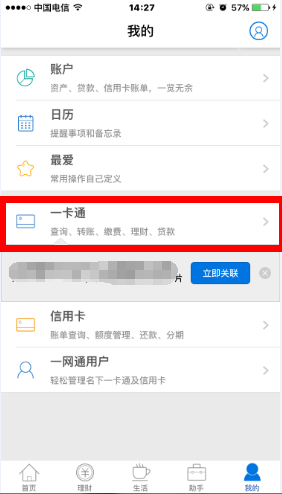 中国电信 14:27 57%
我的
账户
资产、贷款、信用卡账单，一览无余
日历
提醒事项和备忘录
最爱
常用操作自己定义
一卡通
查询、转账、缴费、理财、贷款
片 立即关联
信用卡
账单查询、额度管理、还款、分期
一网通用户
轻松管理名下一卡通及信用卡
首页 理财 生活 助手 我的